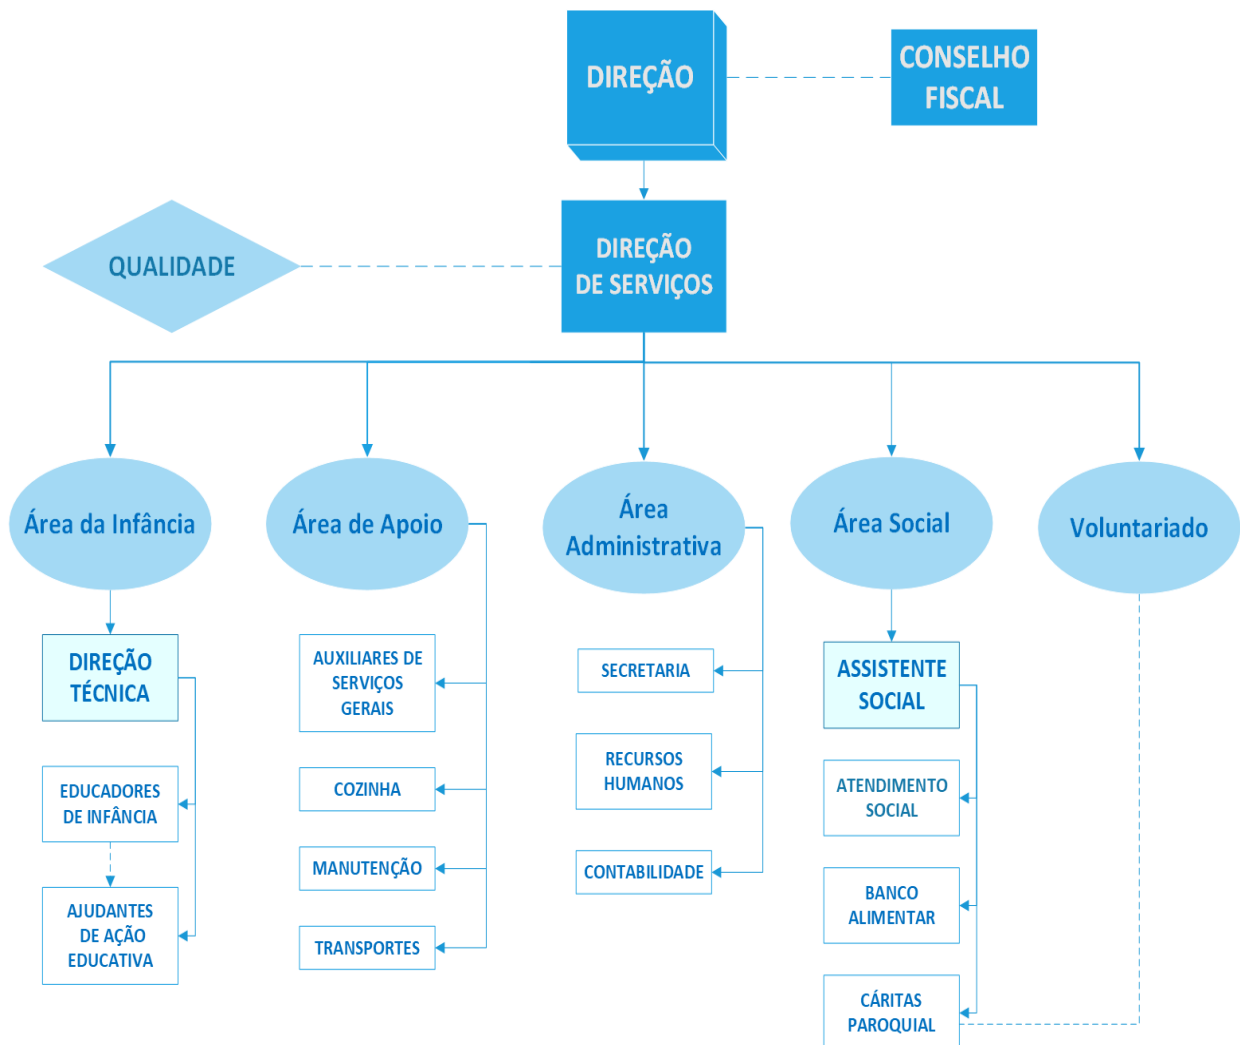 DIREÇÃO
CONSELHO
FISCAL
QUALIDADE
DIREÇÃO
DE SERVIÇOS
Área da Infância
Área de Apoio
Área
Administrativa
Área Social
Voluntariado
DIREÇÃO
TÉCNICA
EDUCADORES
DE INFÂNCIA
AJUDANTES
DE AÇÃO
EDUCATIVA
AUXILIARES DE
SERVIÇOS
GERAIS
COZINHA
MANUTENÇÃO
TRANSPORTES
SECRETARIA
RECURSOS
HUMANOS
CONTABILIDADE
ASSISTENTE
SOCIAL
ATENDIMENTO
SOCIAL
BANCO
ALIMENTAR
CÁRITAS
PAROQUIAL